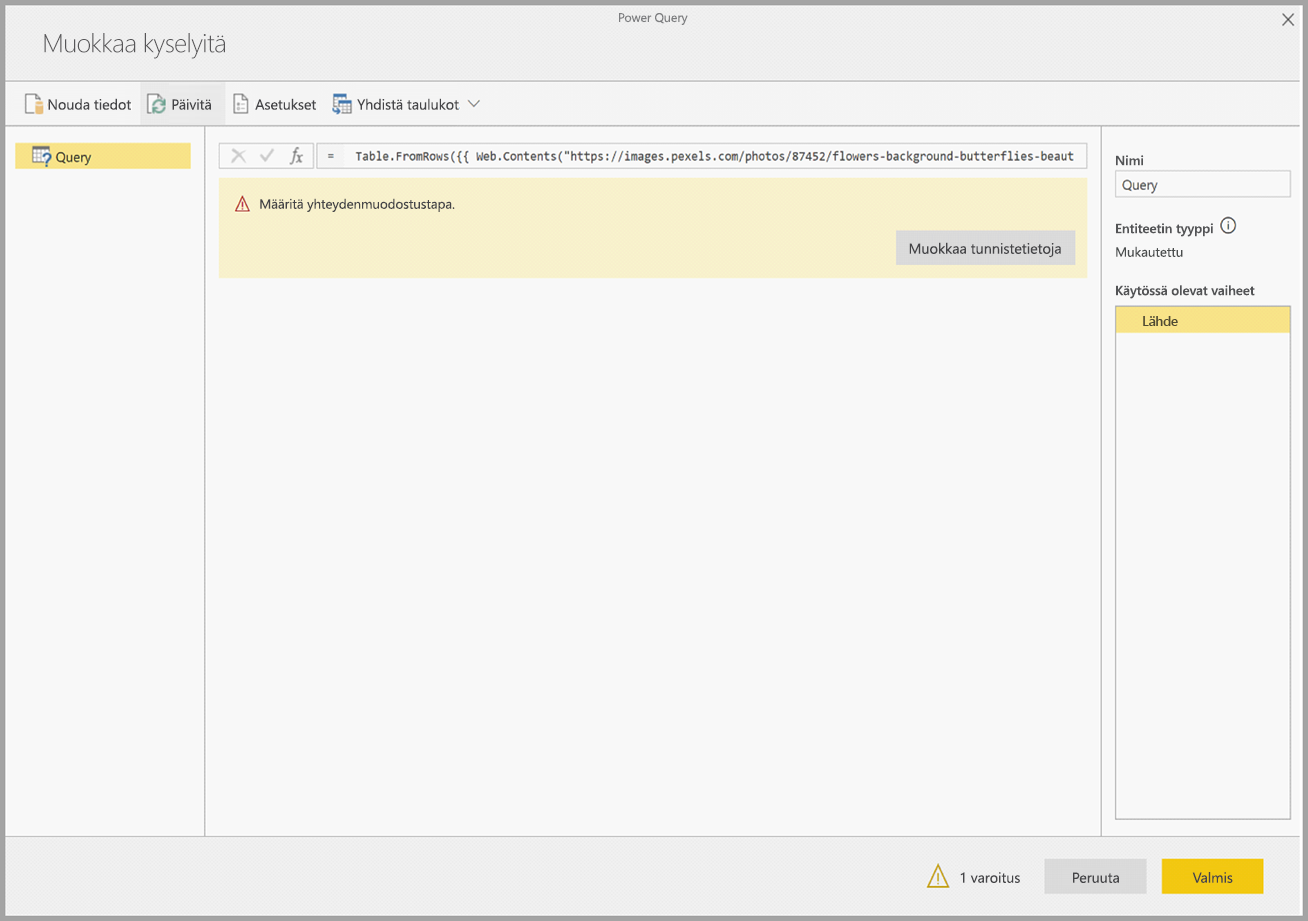 Power Query
Muokkaa kyselyitä
Nouda tiedot Päivitä Asetukset Yhdistä taulukot
Query
fx = Table.FromRows({{ Web.Contents("https://images.pexels.com/photos/87452/flowers-background-butterflies-beaut
Määritä yhteydenmuodostustapa.
Muokkaa tunnistetietoja
Nimi
Query
Entiteetin tyyppi
Mukautettu
Käytössä olevat vaiheet
Lähde
1 varoitus Peruuta Valmis